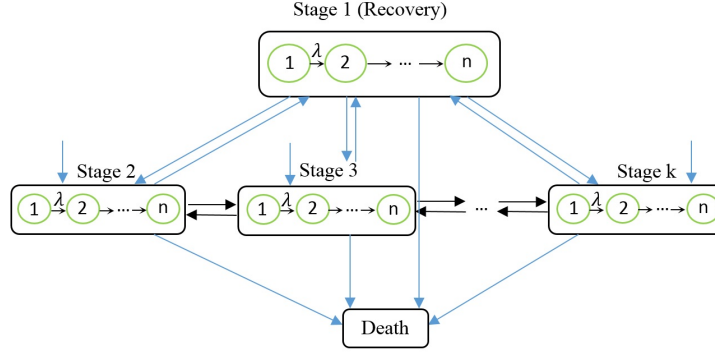 Stage 1 (Recovery)
1 λ 2 ... n
Stage 2
Stage 3
Stage k
1 λ 2 ... n
1 λ 2 ... n
...
1 λ 2 ... n
Death